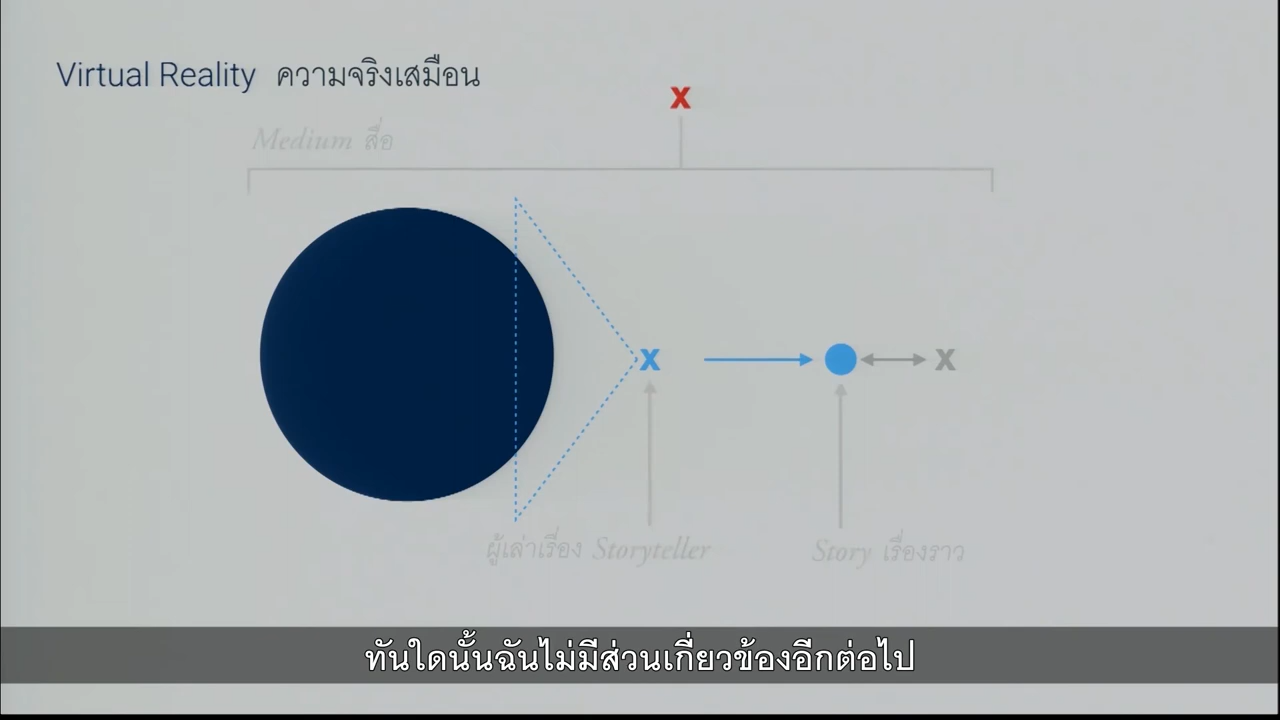 Virtual Reality ความจริงเสมือน
X
Medium สื่อ
X
X
ผู้เล่าเรื่อง Storyteller
Story เรื่องราว
ทันใดนั้นฉันไม่มีส่วนเกี่ยวข้องอีกต่อไป